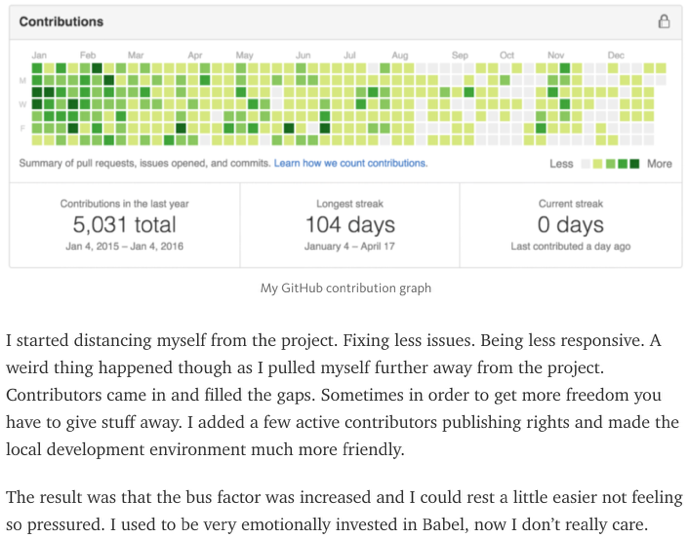 Contributions
Jan Feb Mar Apr May Jun Jul Aug Sep Oct Nov Dec
M
W
F
Summary of pull requests, issues opened, and commits. Learn how we count contributions. Less More
Contributions in the last year
5,031 total
Jan 4, 2015 – Jan 4, 2016
Longest streak
104 days
January 4 – April 17
Current streak
0 days
Last contributed a day ago
My GitHub contribution graph
I started distancing myself from the project. Fixing less issues. Being less responsive. A
weird thing happened though as I pulled myself further away from the project.
Contributors came in and filled the gaps. Sometimes in order to get more freedom you
have to give stuff away. I added a few active contributors publishing rights and made the
local development environment much more friendly.
The result was that the bus factor was increased and I could rest a little easier not feeling
so pressured. I used to be very emotionally invested in Babel, now I don’t really care.